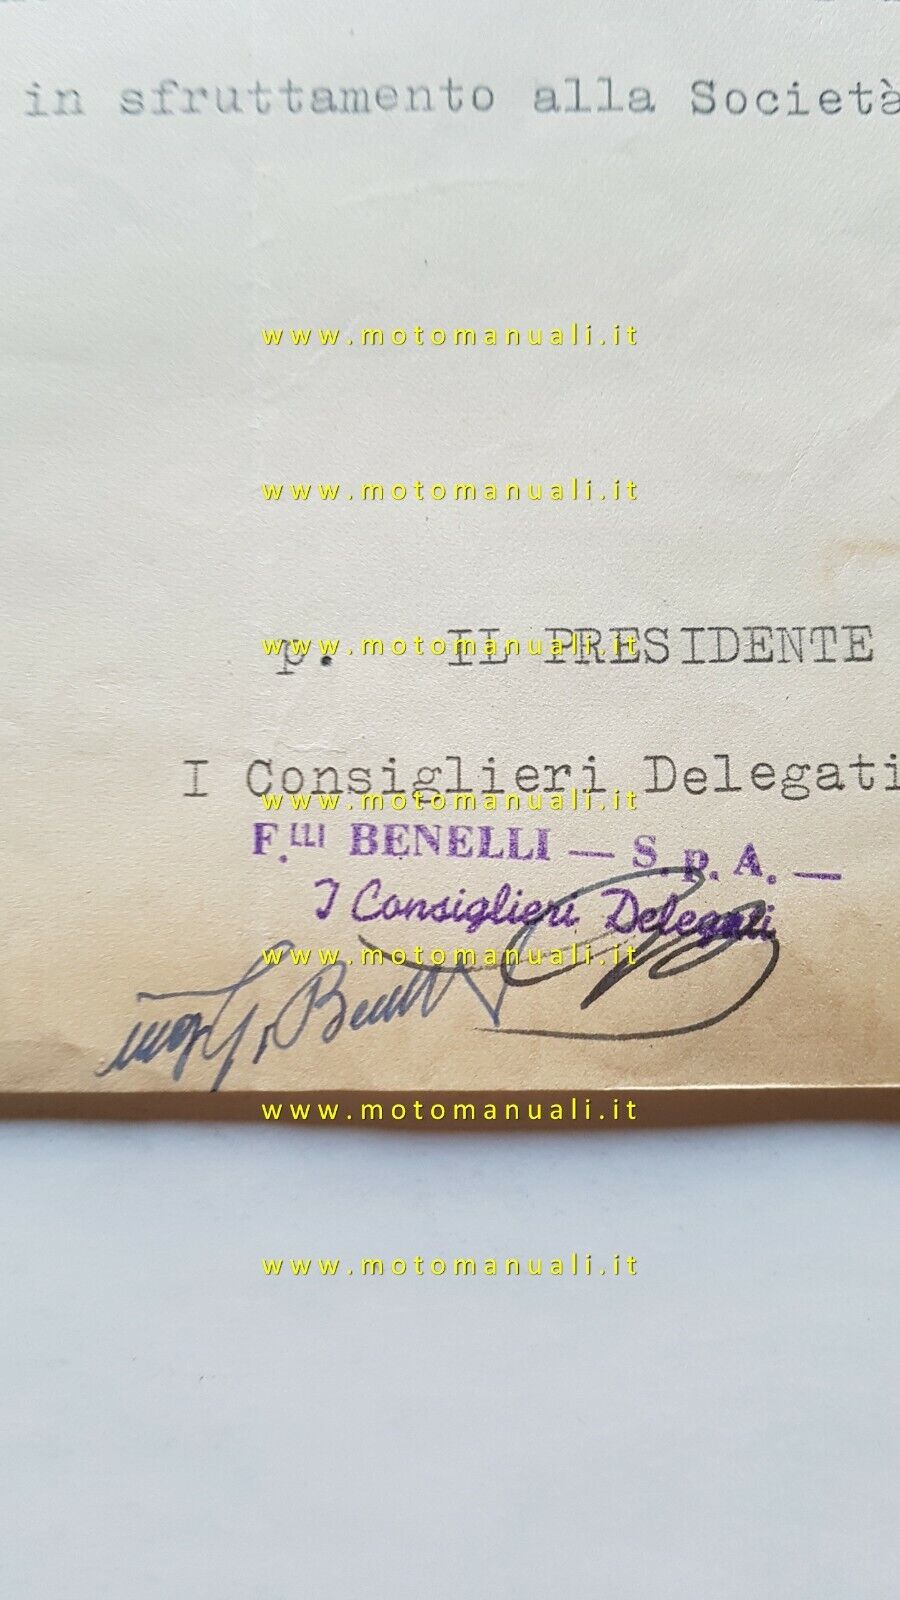 in sfruttamento alla Società
www.motomanuali.it
www.motomanuali.it
p. IL PRESIDENTE
www.motomanuali.it
I Consiglieri Delegati
www.motomanuali.it
F.LLI BENELLI — S.p.A. —
I Consiglieri Delegati
www.motomanuali.it
www.motomanuali.it
www.motomanuali.it